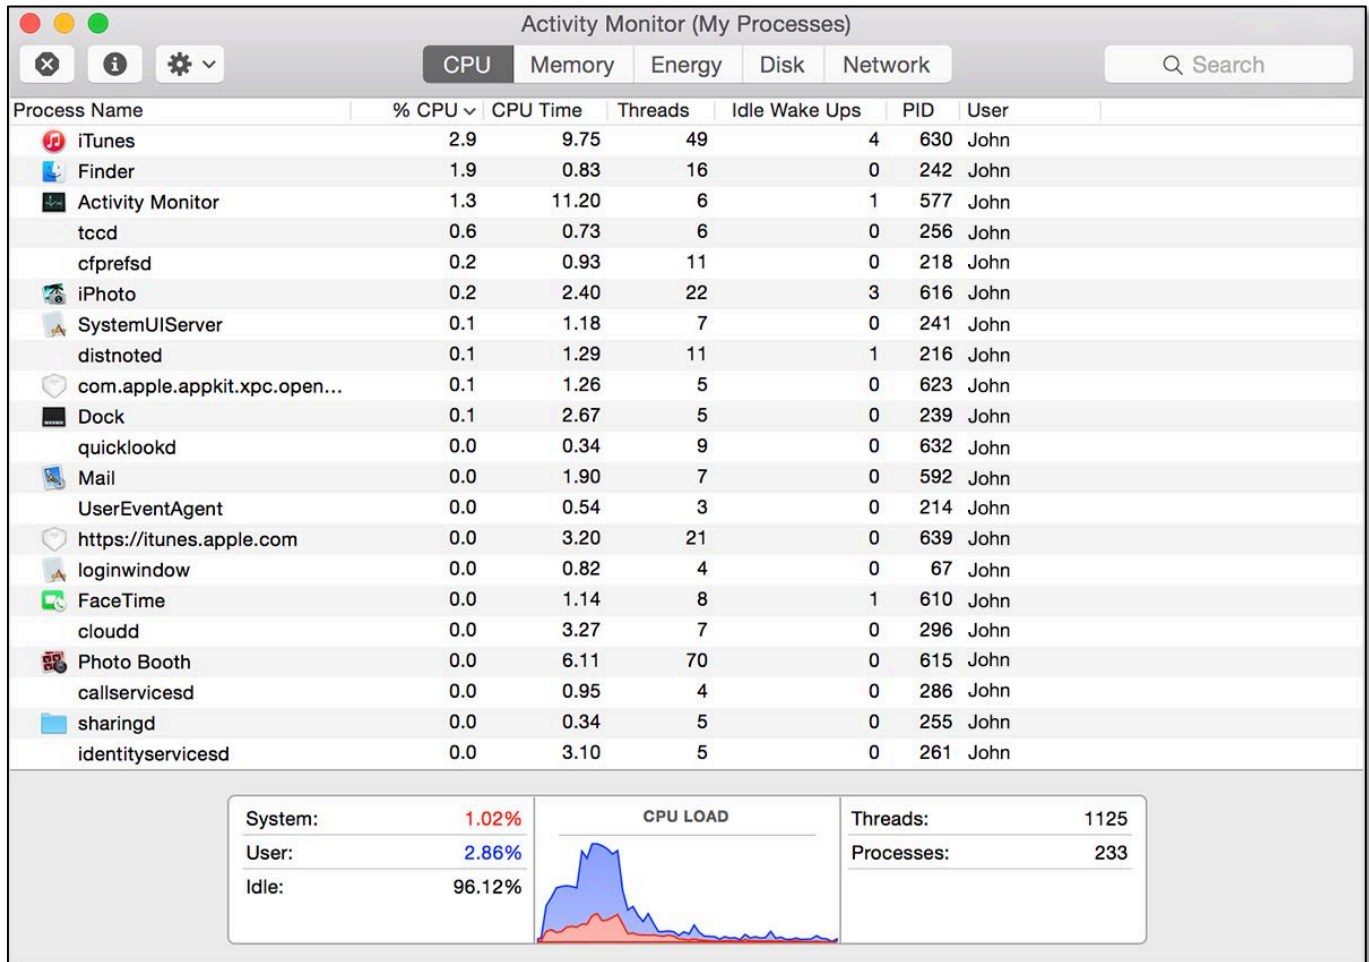 Activity Monitor (My Processes)
CPU Memory Energy Disk Network Search
Process Name % CPU CPU Time Threads Idle Wake Ups PID User
iTunes 2.9 9.75 49 4 630 John
Finder 1.9 0.83 16 0 242 John
Activity Monitor 1.3 11.20 6 1 577 John
tccd 0.6 0.73 6 0 256 John
cfprefsd 0.2 0.93 11 0 218 John
iPhoto 0.2 2.40 22 3 616 John
SystemUIServer 0.1 1.18 7 0 241 John
distnoted 0.1 1.29 11 1 216 John
com.apple.appkit.xpc.open... 0.1 1.26 5 0 623 John
Dock 0.1 2.67 5 0 239 John
quicklookd 0.0 0.34 9 0 632 John
Mail 0.0 1.90 7 0 592 John
UserEventAgent 0.0 0.54 3 0 214 John
https://itunes.apple.com 0.0 3.20 21 0 639 John
loginwindow 0.0 0.82 4 0 67 John
FaceTime 0.0 1.14 8 1 610 John
cloudd 0.0 3.27 7 0 296 John
Photo Booth 0.0 6.11 70 0 615 John
callservicesd 0.0 0.95 4 0 286 John
sharingd 0.0 0.34 5 0 255 John
identityservicesd 0.0 3.10 5 0 261 John
System: 1.02% CPU LOAD Threads: 1125
User: 2.86% Processes: 233
Idle: 96.12%